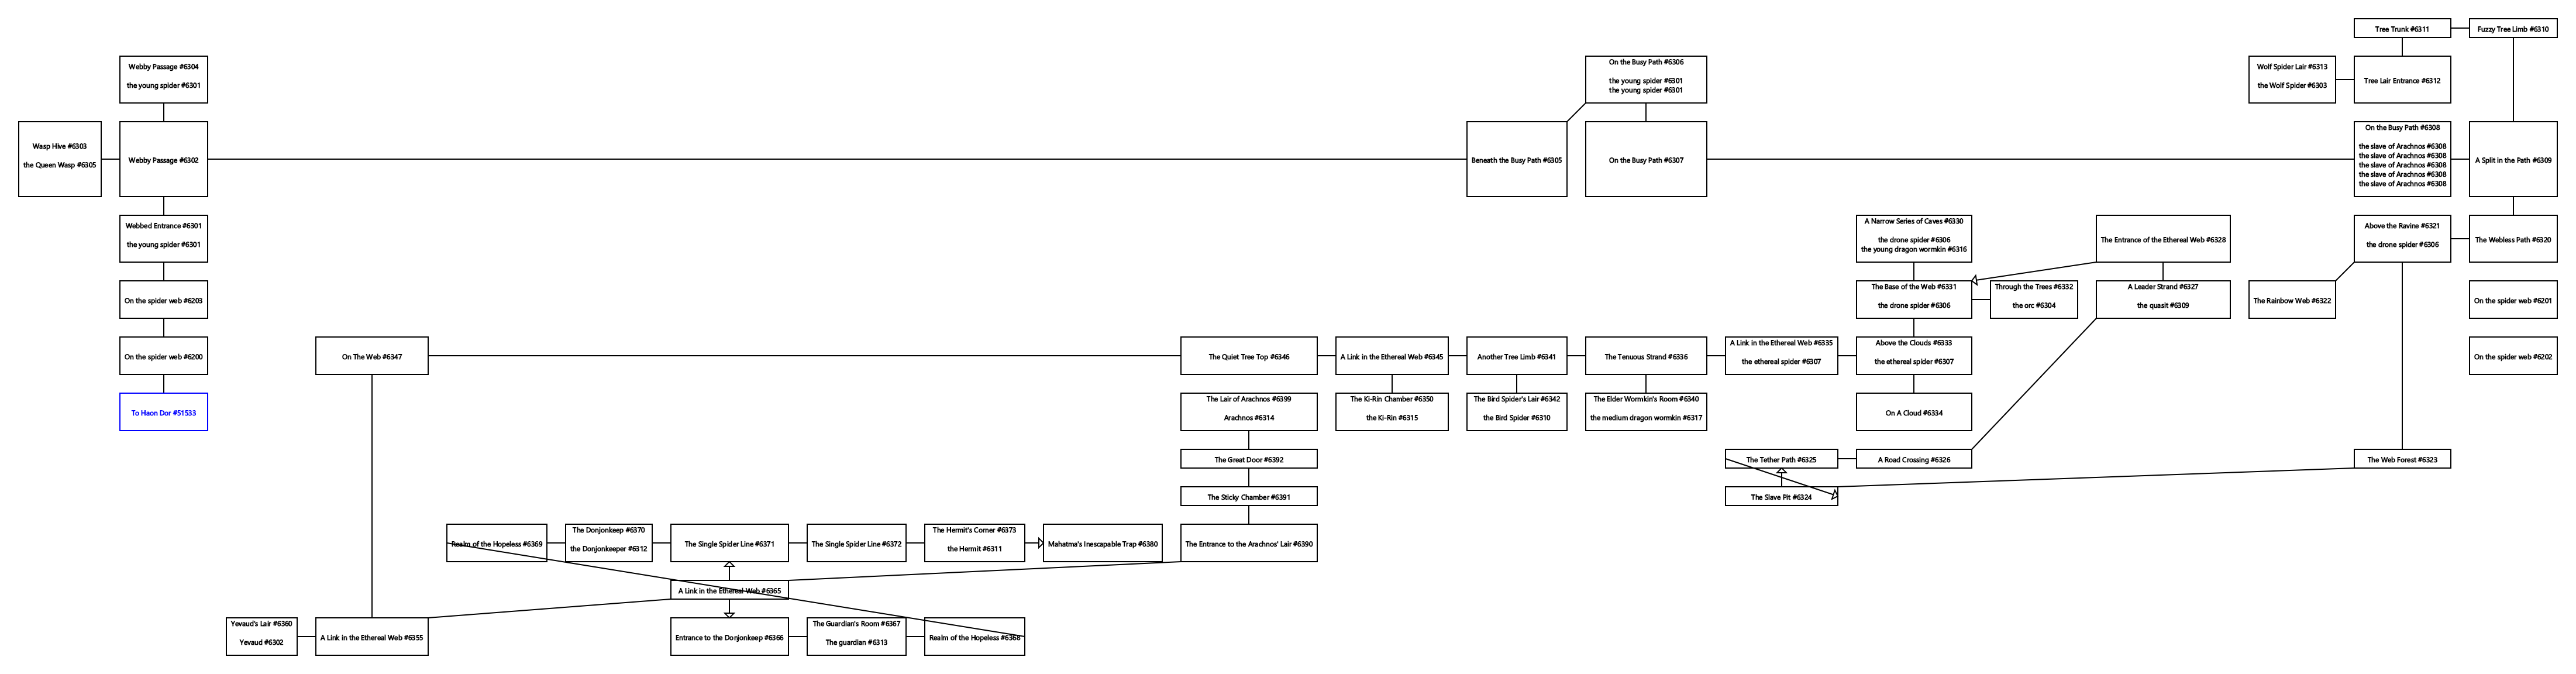 Tree Trunk #6311
Fuzzy Tree Limb #6310
Webby Passage #6304
the young spider #6301
On the Busy Path #6306
the young spider #6301
the young spider #6301
Wolf Spider Lair #6313
the Wolf Spider #6303
Tree Lair Entrance #6312
Wasp Hive #6303
the Queen Wasp #6305
Webby Passage #6302
Beneath the Busy Path #6305
On the Busy Path #6307
On the Busy Path #6308
the slave of Arachnos #6308
the slave of Arachnos #6308
the slave of Arachnos #6308
the slave of Arachnos #6308
the slave of Arachnos #6308
A Split in the Path #6309
Webbed Entrance #6301
the young spider #6301
A Narrow Series of Caves #6330
the drone spider #6306
the young dragon wormkin #6316
The Entrance of the Ethereal Web #6328
Above the Ravine #6321
the drone spider #6306
The Webless Path #6320
On the spider web #6203
The Base of the Web #6331
the drone spider #6306
Through the Trees #6332
the orc #6304
A Leader Strand #6327
the quasit #6309
The Rainbow Web #6322
On the spider web #6201
On the spider web #6200
On The Web #6347
The Quiet Tree Top #6346
A Link in the Ethereal Web #6345
Another Tree Limb #6341
The Tenuous Strand #6336
A Link in the Ethereal Web #6335
the ethereal spider #6307
Above the Clouds #6333
the ethereal spider #6307
On the spider web #6202
To Haon Dor #51533
The Lair of Arachnos #6399
Arachnos #6314
The Ki-Rin Chamber #6350
the Ki-Rin #6315
The Bird Spider's Lair #6342
the Bird Spider #6310
The Elder Wormkin's Room #6340
the medium dragon wormkin #6317
On A Cloud #6334
The Great Door #6392
The Tether Path #6325
A Road Crossing #6326
The Web Forest #6323
The Sticky Chamber #6391
The Slave Pit #6324
Realm of the Hopeless #6369
The Donjonkeep #6370
the Donjonkeeper #6312
The Single Spider Line #6371
The Single Spider Line #6372
The Hermit's Corner #6373
the Hermit #6311
Mahatma's Inescapable Trap #6380
The Entrance to the Arachnos' Lair #6390
A Link in the Ethereal Web #6365
Yevaud's Lair #6360
Yevaud #6302
A Link in the Ethereal Web #6355
Entrance to the Donjonkeep #6366
The Guardian's Room #6367
The guardian #6313
Realm of the Hopeless #6368